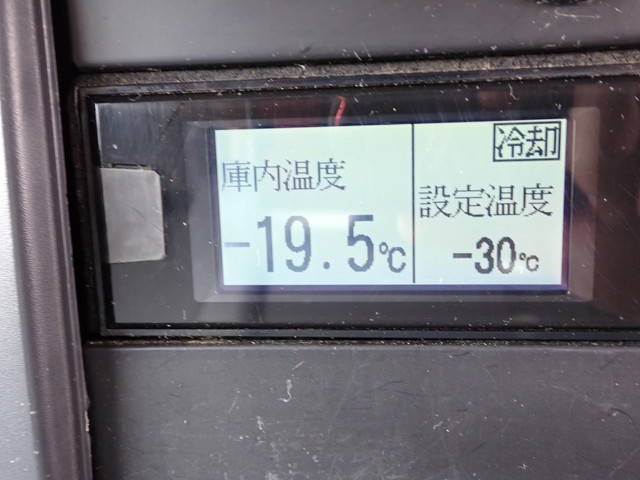 庫内温度
-19.5℃
冷却
設定温度
-30℃